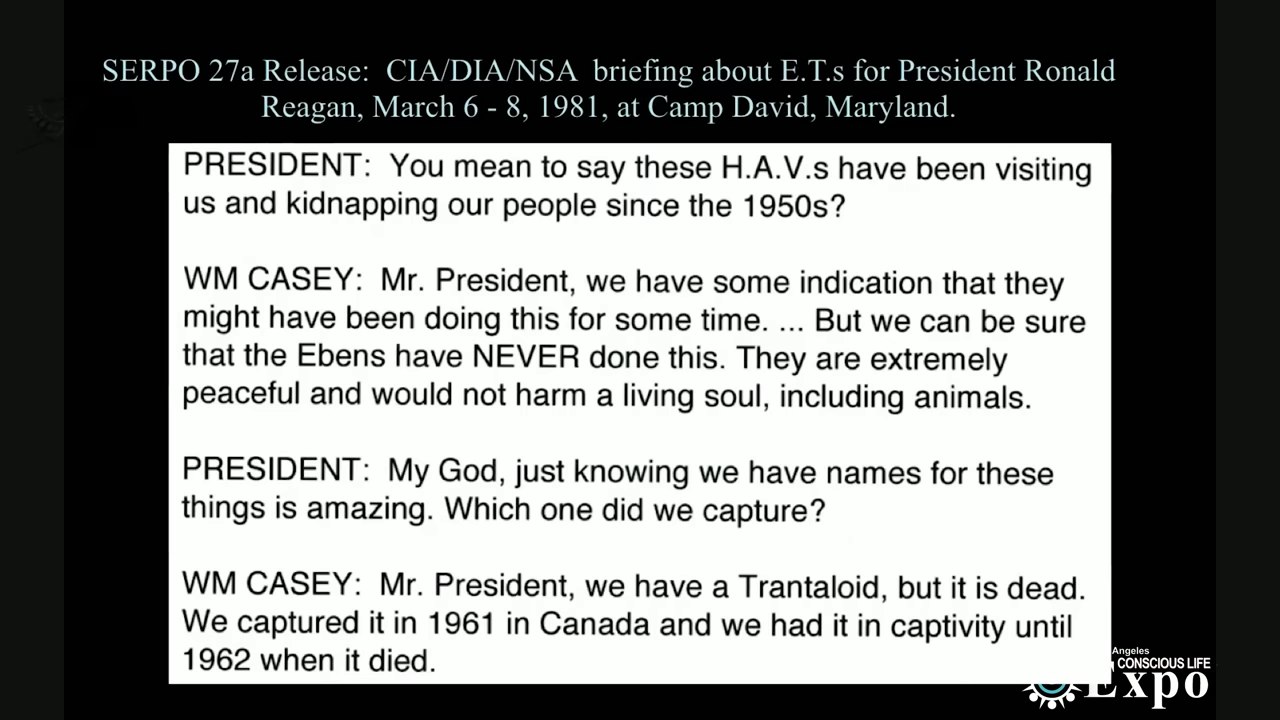 SERPO 27a Release: CIA/DIA/NSA briefing about E.T.s for President Ronald
Reagan, March 6 - 8, 1981, at Camp David, Maryland.
PRESIDENT: You mean to say these H.A.V.s have been visiting
us and kidnapping our people since the 1950s?
WM CASEY: Mr. President, we have some indication that they
might have been doing this for some time. ... But we can be sure
that the Ebens have NEVER done this. They are extremely
peaceful and would not harm a living soul, including animals.
PRESIDENT: My God, just knowing we have names for these
things is amazing. Which one did we capture?
WM CASEY: Mr. President, we have a Trantaloid, but it is dead.
We captured it in 1961 in Canada and we had it in captivity until
1962 when it died.
Angeles
CONSCIOUS LIFE
Expo